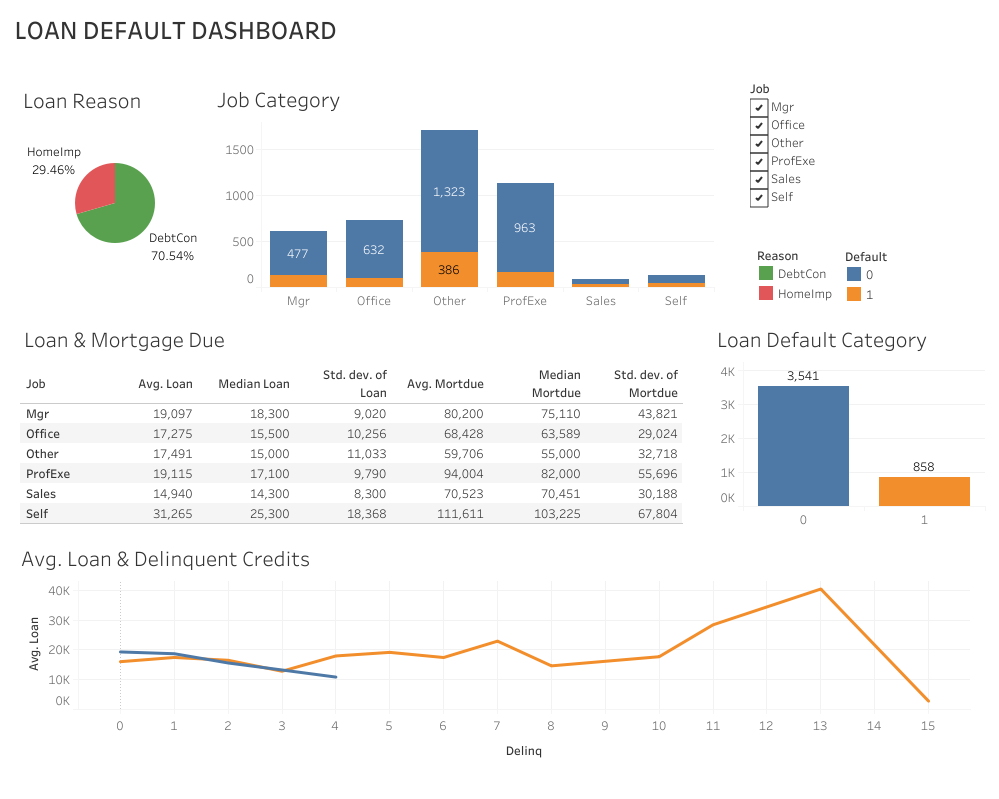 LOAN DEFAULT DASHBOARD
Loan Reason
HomeImp
29.46%
DebtCon
70.54%
Job Category
1500
1000
500
0
477
632
1,323
386
963
Mgr
Office
Other
ProfExe
Sales
Self
Job
Mgr
Office
Other
ProfExe
Sales
Self
Reason
DebtCon
HomeImp
Default
0
1
Loan & Mortgage Due
Job Avg. Loan Median Loan Std. dev. of Loan Avg. Mortdue Median Mortdue Std. dev. of Mortdue
Mgr 19,097 18,300 9,020 80,200 75,110 43,821
Office 17,275 15,500 10,256 68,428 63,589 29,024
Other 17,491 15,000 11,033 59,706 55,000 32,718
ProfExe 19,115 17,100 9,790 94,004 82,000 55,696
Sales 14,940 14,300 8,300 70,523 70,451 30,188
Self 31,265 25,300 18,368 111,611 103,225 67,804
Loan Default Category
4K
3K
2K
1K
0K
3,541
858
0
1
Avg. Loan & Delinquent Credits
Avg. Loan
40K
30K
20K
10K
0K
0 1 2 3 4 5 6 7 8 9 10 11 12 13 14 15
Delinq